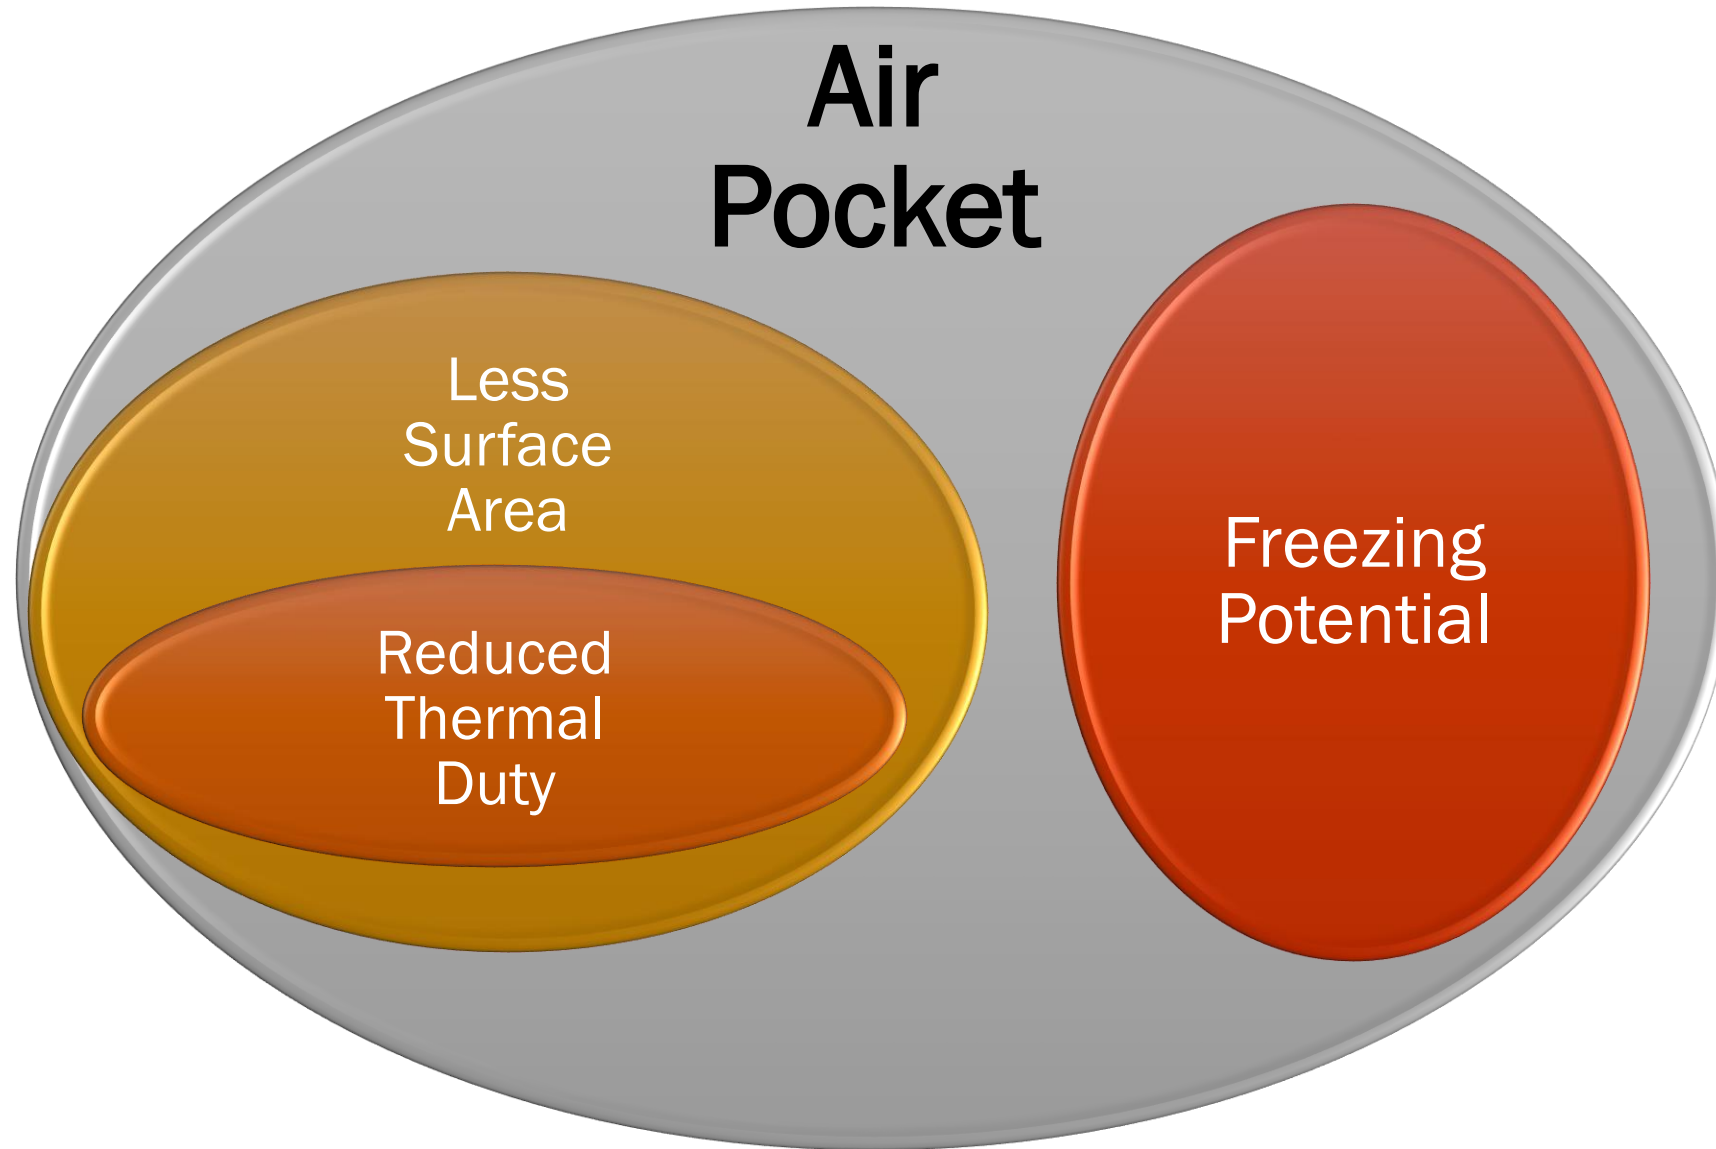 Air
Pocket
Less
Surface
Area
Reduced
Thermal
Duty
Freezing
Potential